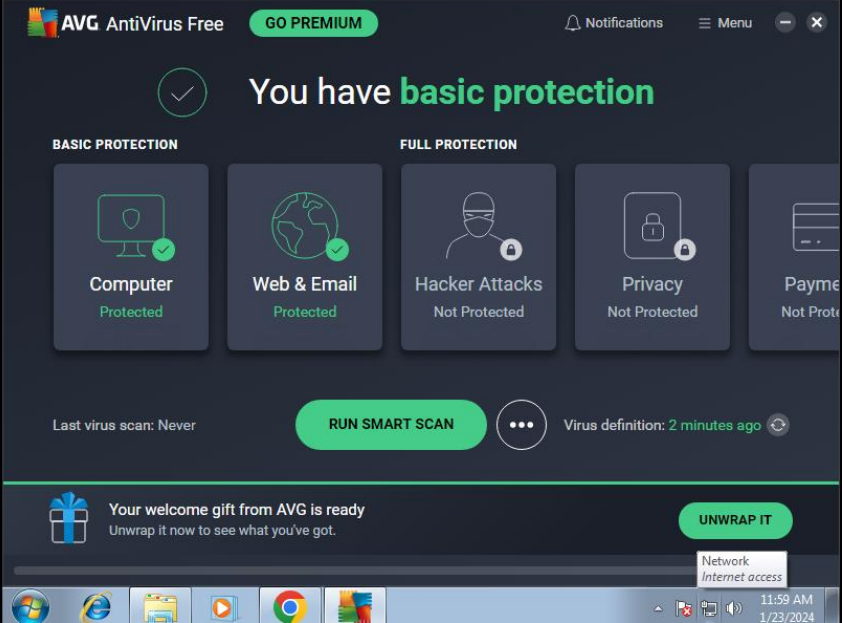 AVG AntiVirus Free GO PREMIUM Notifications Menu
You have basic protection
BASIC PROTECTION FULL PROTECTION
Computer Web & Email Hacker Attacks Privacy Payme
Protected Protected Not Protected Not Protected Not Prote
Last virus scan: Never RUN SMART SCAN Virus definition: 2 minutes ago
Your welcome gift from AVG is ready
Unwrap it now to see what you've got.
UNWRAP IT
Network
Internet access
11:59 AM
1/23/2024